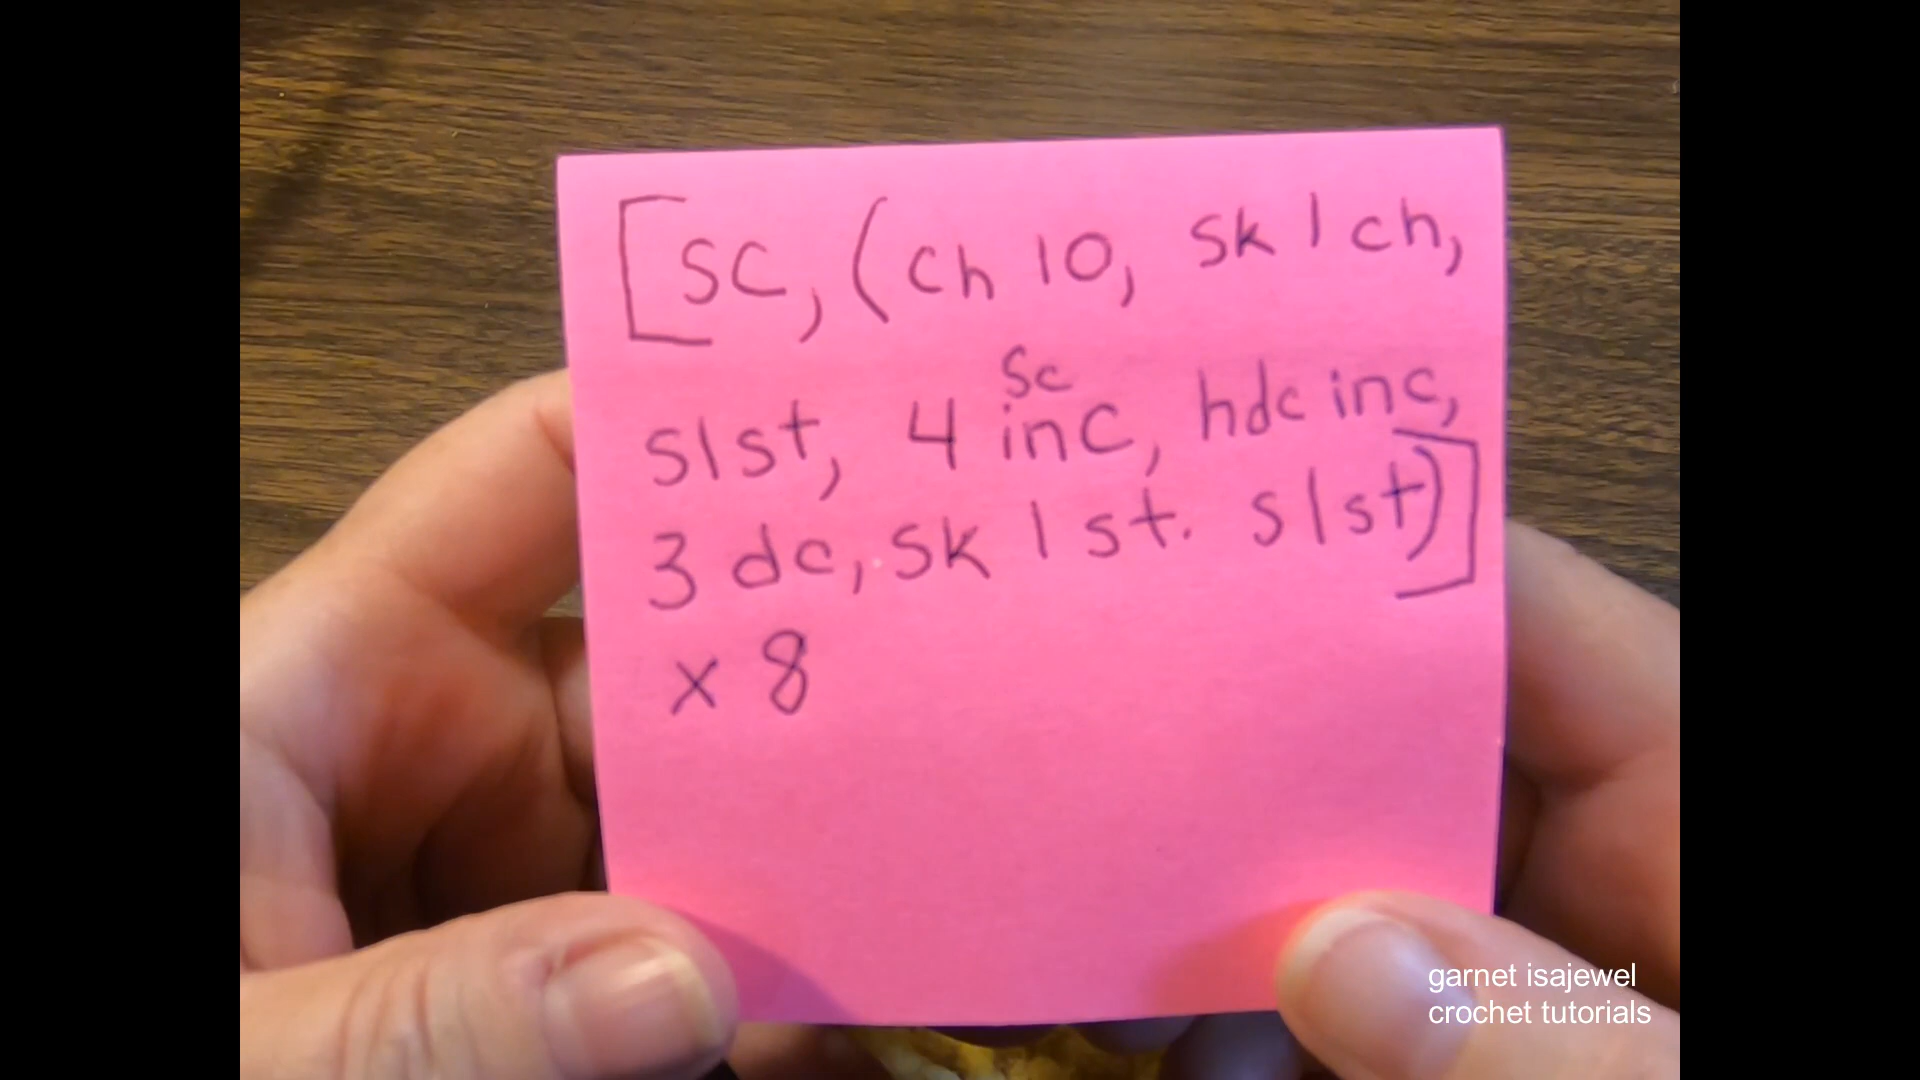 [SC, (ch 10, sk 1 ch,
slst, 4 sc inc, hdc inc,
3 dc, sk 1 st. slst)]
x 8
garnet isajewel
crochet tutorials